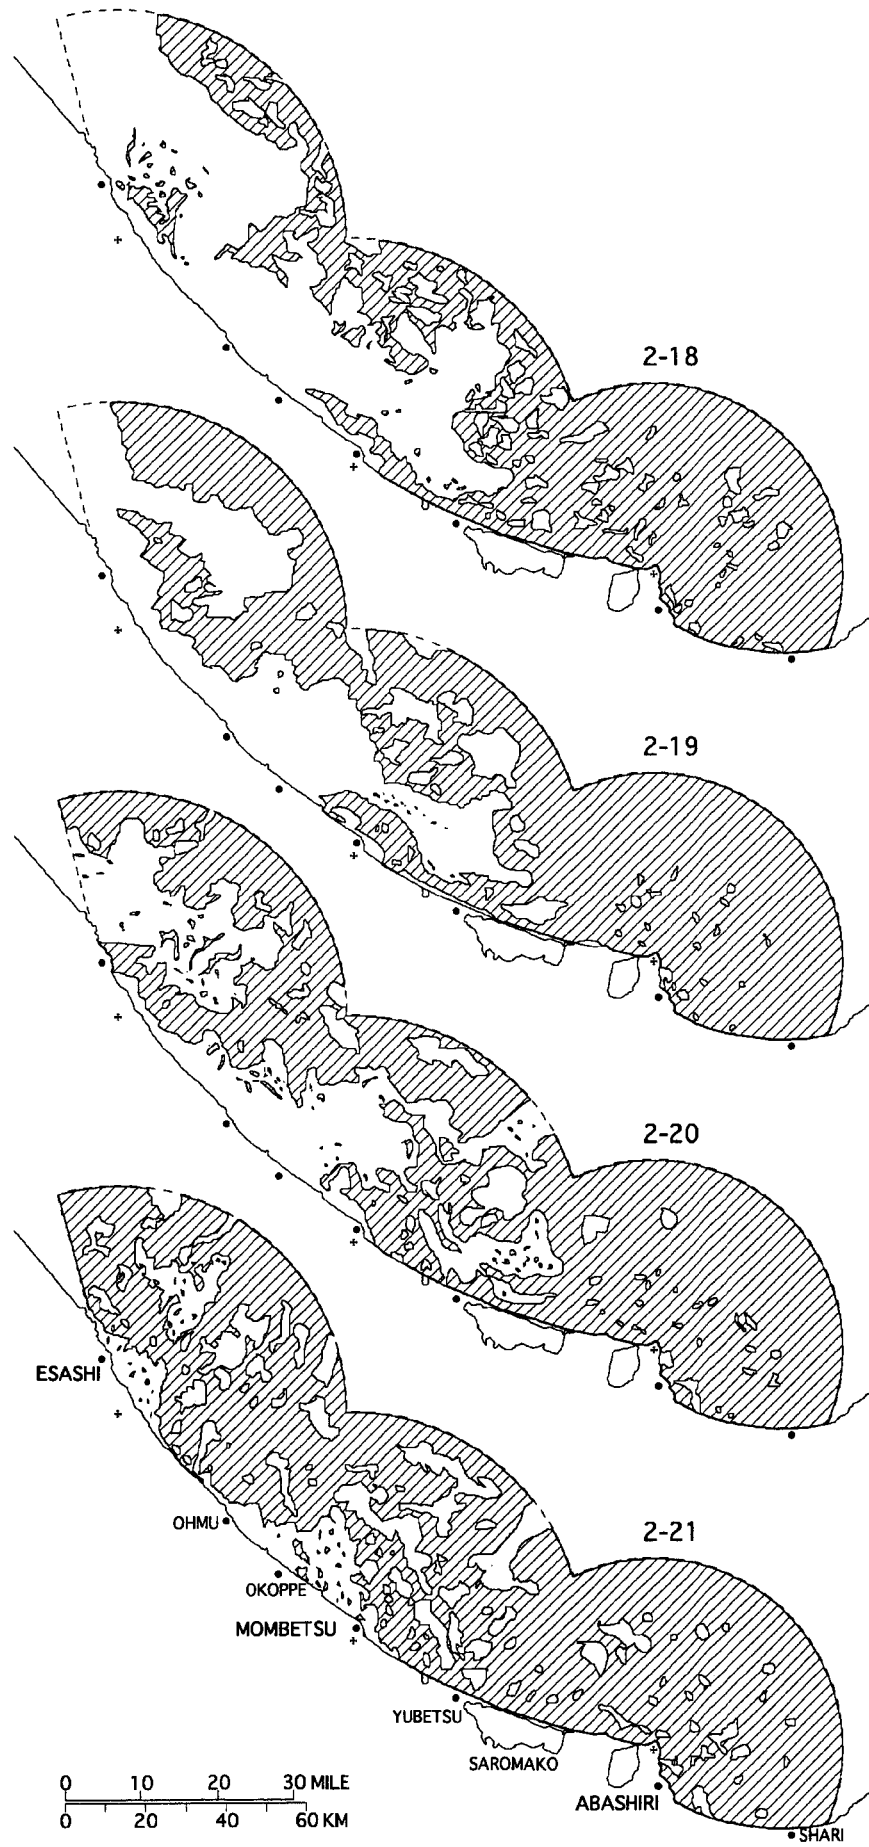 2-18
2-19
2-20
2-21
ESASHI
OHMU
OKOPPE
MOMBETSU
YUBETSU
SAROMAKO
ABASHIRI
SHARI
0 10 20 30 MILE
0 20 40 60 KM